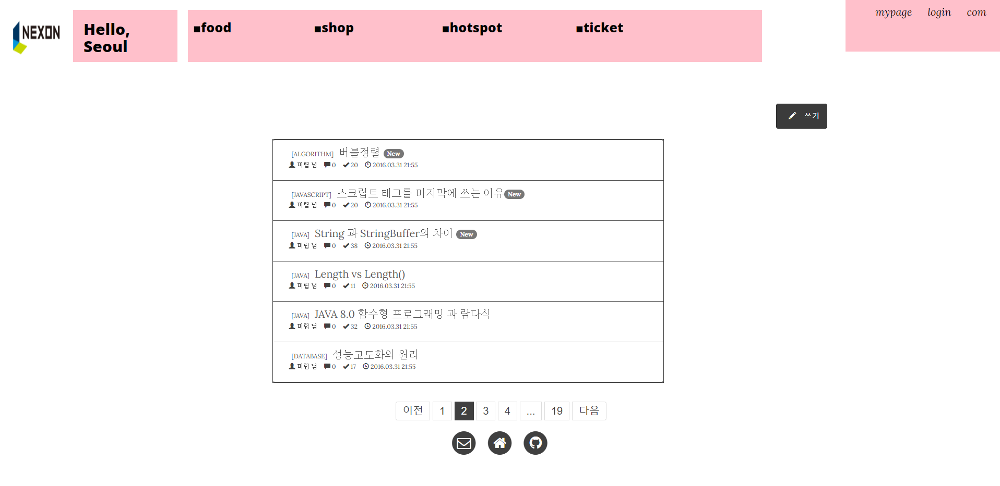 NEXON
Hello,
Seoul
■food ■shop ■hotspot ■ticket
mypage login com
쓰기
[ALGORITHM] 버블정렬 New
미립 님 0 20 2016.03.31 21:55
[JAVASCRIPT] 스크립트 태그를 마지막에 쓰는 이유 New
미립 님 0 20 2016.03.31 21:55
[JAVA] String 과 StringBuffer의 차이 New
미립 님 0 38 2016.03.31 21:55
[JAVA] Length vs Length()
미립 님 0 11 2016.03.31 21:55
[JAVA] JAVA 8.0 함수형 프로그래밍 과 람다식
미립 님 0 32 2016.03.31 21:55
[DATABASE] 성능고도화의 원리
미립 님 0 17 2016.03.31 21:55
이전 1 2 3 4 ... 19 다음